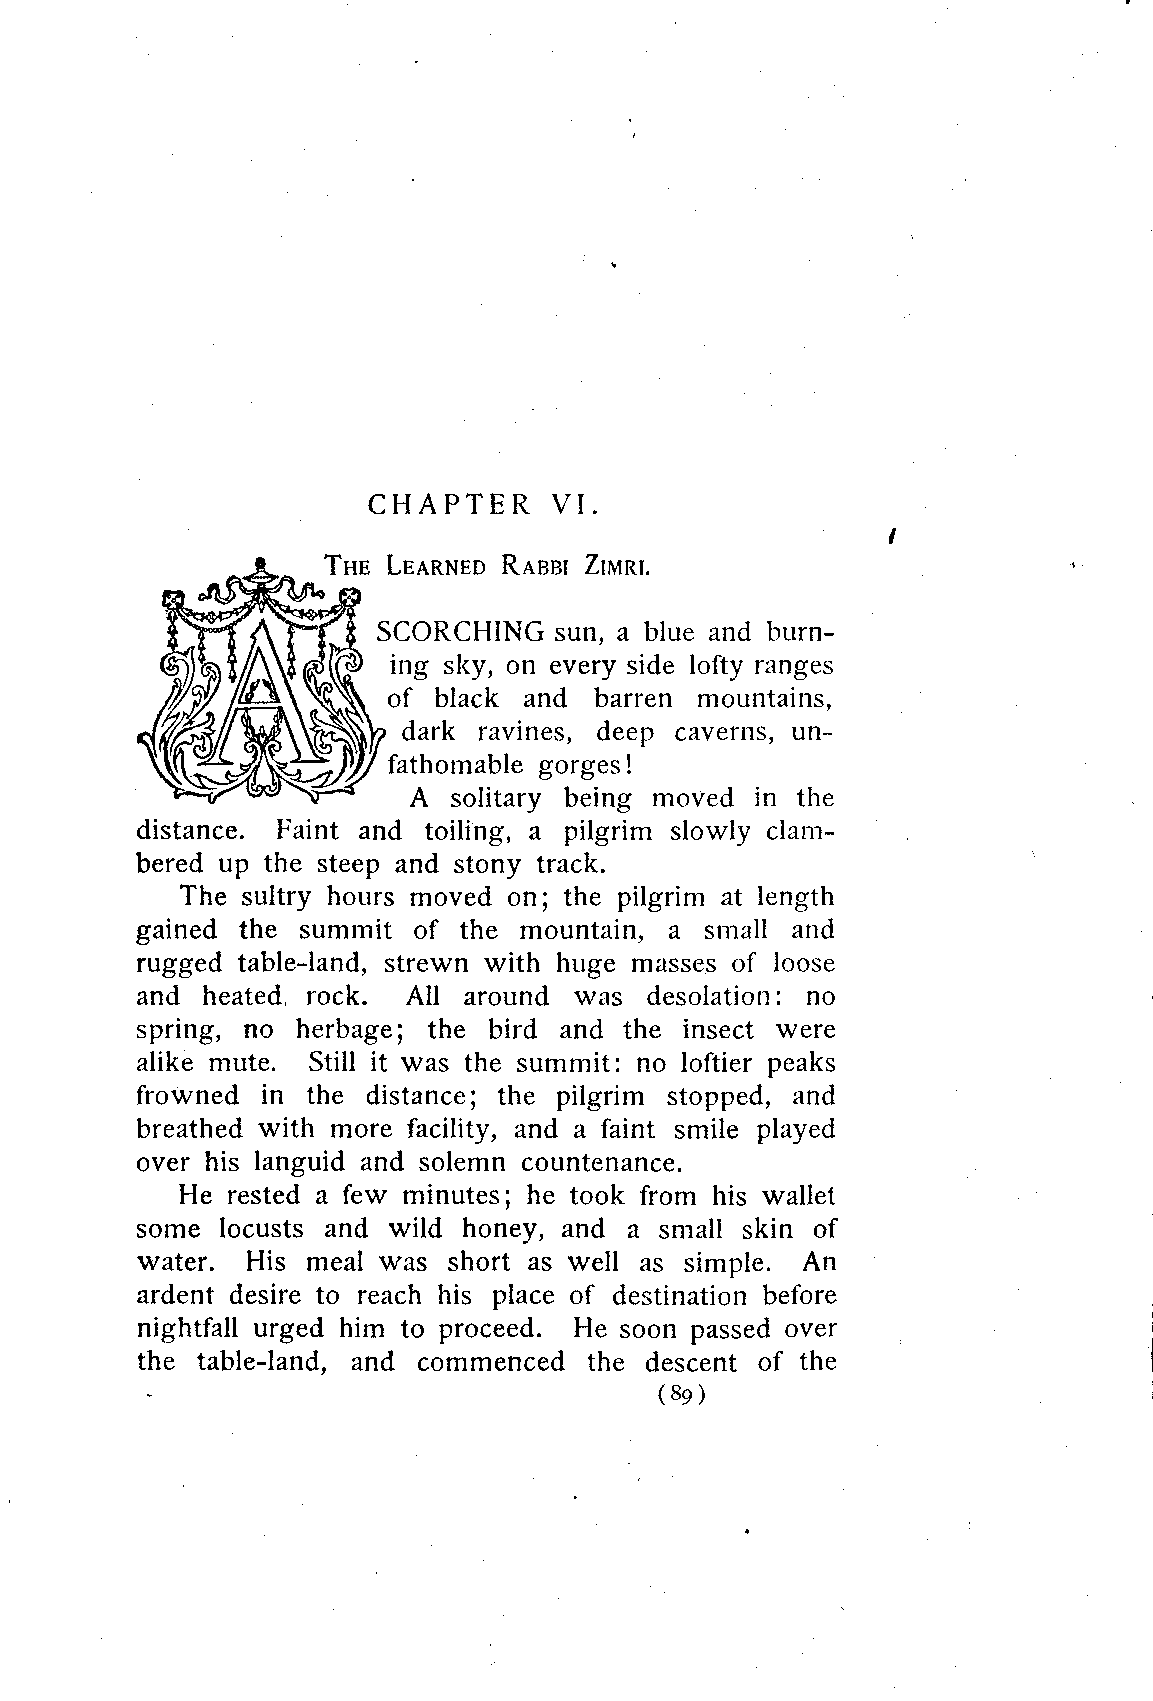 CHAPTER VI.
THE LEARNED RABBI ZIMRI.
A SCORCHING sun, a blue and burn-
ing sky, on every side lofty ranges
of black and barren mountains,
dark ravines, deep caverns, un-
fathomable gorges!
A solitary being moved in the
distance. Faint and toiling, a pilgrim slowly clam-
bered up the steep and stony track.
The sultry hours moved on; the pilgrim at length
gained the summit of the mountain, a small and
rugged table-land, strewn with huge masses of loose
and heated rock. All around was desolation: no
spring, no herbage; the bird and the insect were
alike mute. Still it was the summit: no loftier peaks
frowned in the distance; the pilgrim stopped, and
breathed with more facility, and a faint smile played
over his languid and solemn countenance.
He rested a few minutes; he took from his wallet
some locusts and wild honey, and a small skin of
water. His meal was short as well as simple. An
ardent desire to reach his place of destination before
nightfall urged him to proceed. He soon passed over
the table-land, and commenced the descent of the
(89)